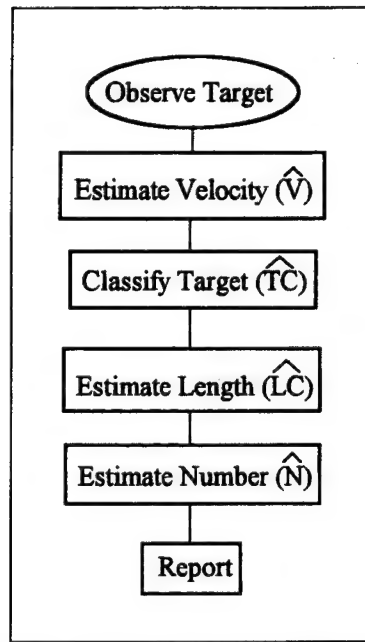 Observe Target
Estimate Velocity (V̂)
Classify Target (T̂C)
Estimate Length (L̂C)
Estimate Number (N̂)
Report